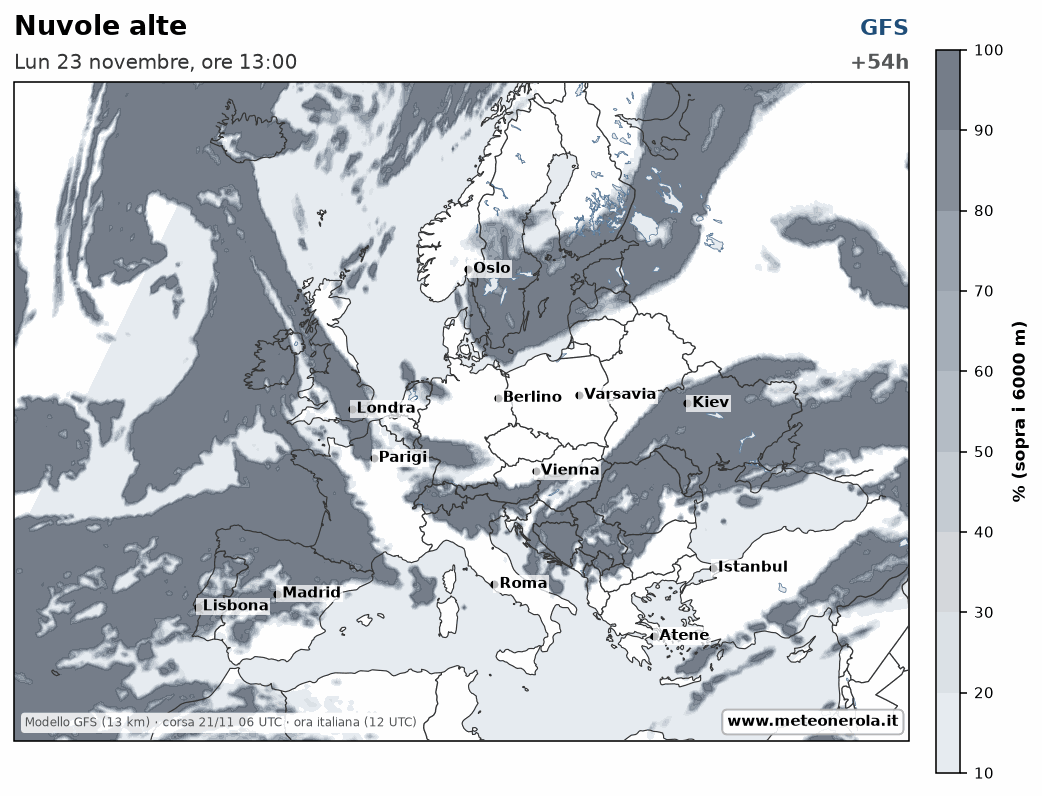 Nuvole alte
GFS
Lun 23 novembre, ore 13:00
+54h
100
90
80
70
60
50
40
30
20
10
% (sopra i 6000 m)
Oslo
Berlino
Varsavia
Kiev
Londra
Parigi
Vienna
Istanbul
Roma
Madrid
Lisbona
Atene
Modello GFS (13 km) · corsa 21/11 06 UTC · ora italiana (12 UTC)
www.meteonerola.it